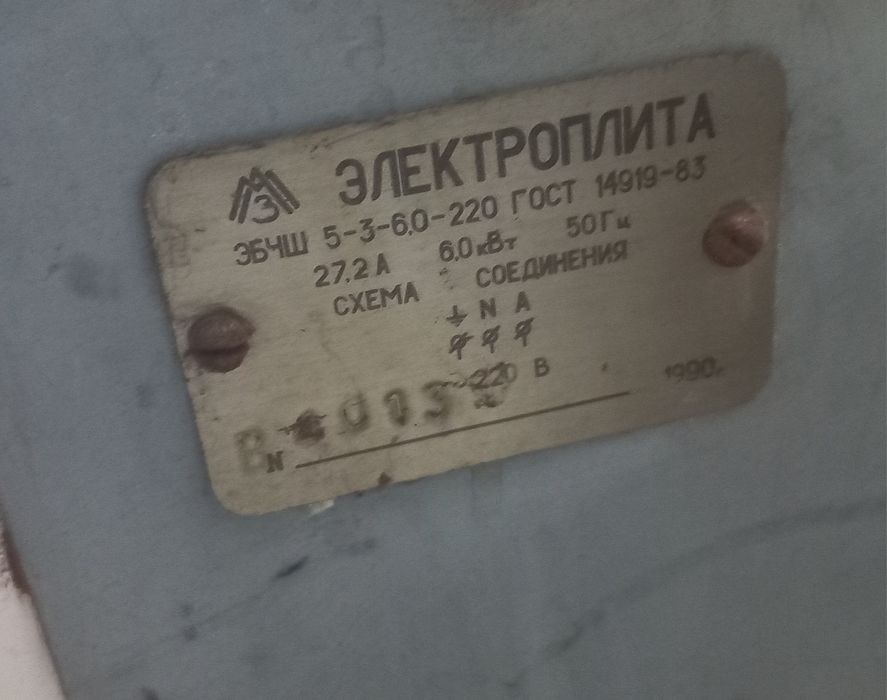 ЭЛЕКТРОПЛИТА
ЭБЧШ 5-3-6,0-220 ГОСТ 14919-83
27,2 А 6,0 кВт 50 Гц
СХЕМА СОЕДИНЕНИЯ
⏚ N А
220 В 1990г.
N